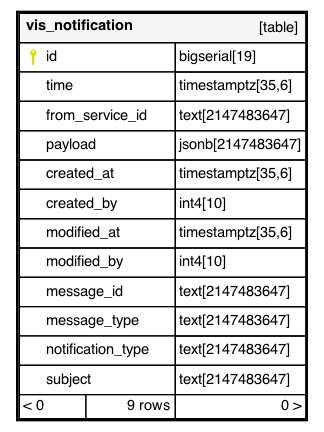 vis_notification [table]
id bigserial[19]
time timestamptz[35,6]
from_service_id text[2147483647]
payload jsonb[2147483647]
created_at timestamptz[35,6]
created_by int4[10]
modified_at timestamptz[35,6]
modified_by int4[10]
message_id text[2147483647]
message_type text[2147483647]
notification_type text[2147483647]
subject text[2147483647]
< 0 9 rows 0 >